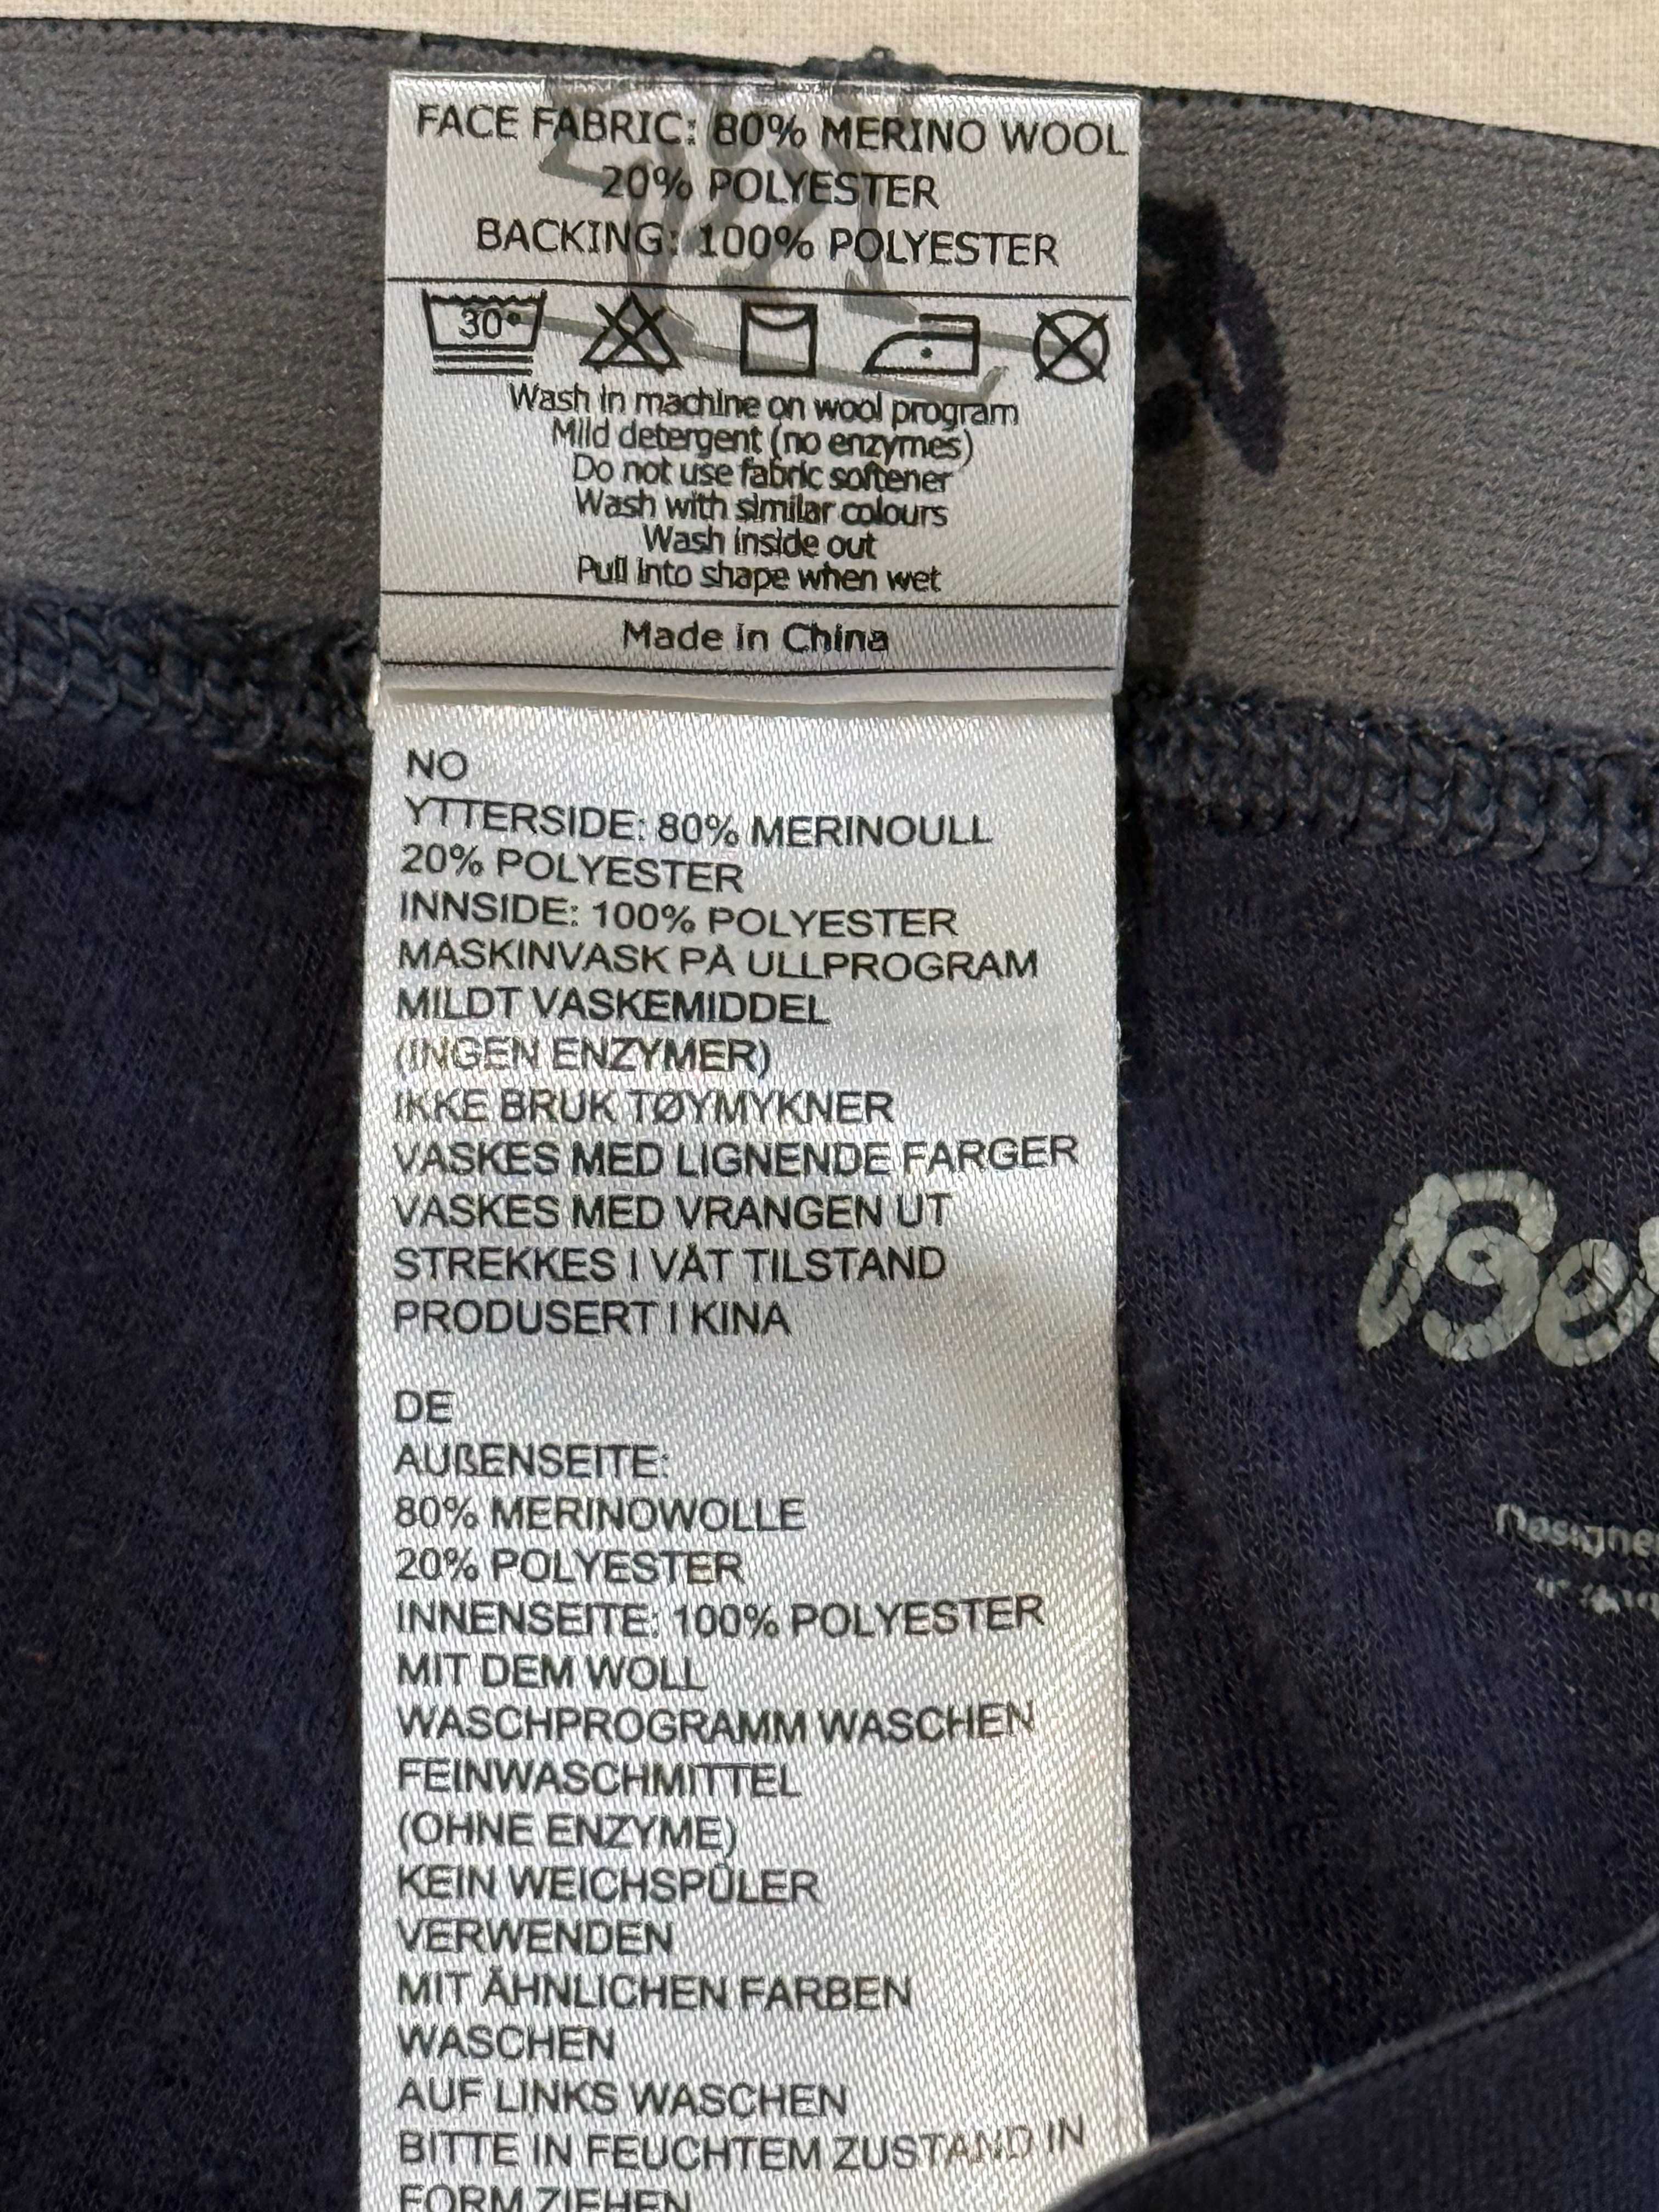 FACE FABRIC: 80% MERINO WOOL
20% POLYESTER
BACKING: 100% POLYESTER
30°
Wash in machine on wool program
Mild detergent (no enzymes)
Do not use fabric softener
Wash with similar colours
Wash inside out
Pull into shape when wet
Made in China
NO
YTTERSIDE: 80% MERINOULL
20% POLYESTER
INNSIDE: 100% POLYESTER
MASKINVASK PÅ ULLPROGRAM
MILDT VASKEMIDDEL
(INGEN ENZYMER)
IKKE BRUK TØYMYKNER
VASKES MED LIGNENDE FARGER
VASKES MED VRANGEN UT
STREKKES I VÅT TILSTAND
PRODUSERT I KINA
DE
AUßENSEITE:
80% MERINOWOLLE
20% POLYESTER
INNENSEITE: 100% POLYESTER
MIT DEM WOLL
WASCHPROGRAMM WASCHEN
FEINWASCHMITTEL
(OHNE ENZYME)
KEIN WEICHSPÜLER
VERWENDEN
MIT ÄHNLICHEN FARBEN
WASCHEN
AUF LINKS WASCHEN
BITTE IN FEUCHTEM ZUSTAND IN
FORM ZIEHEN
Be
Designe